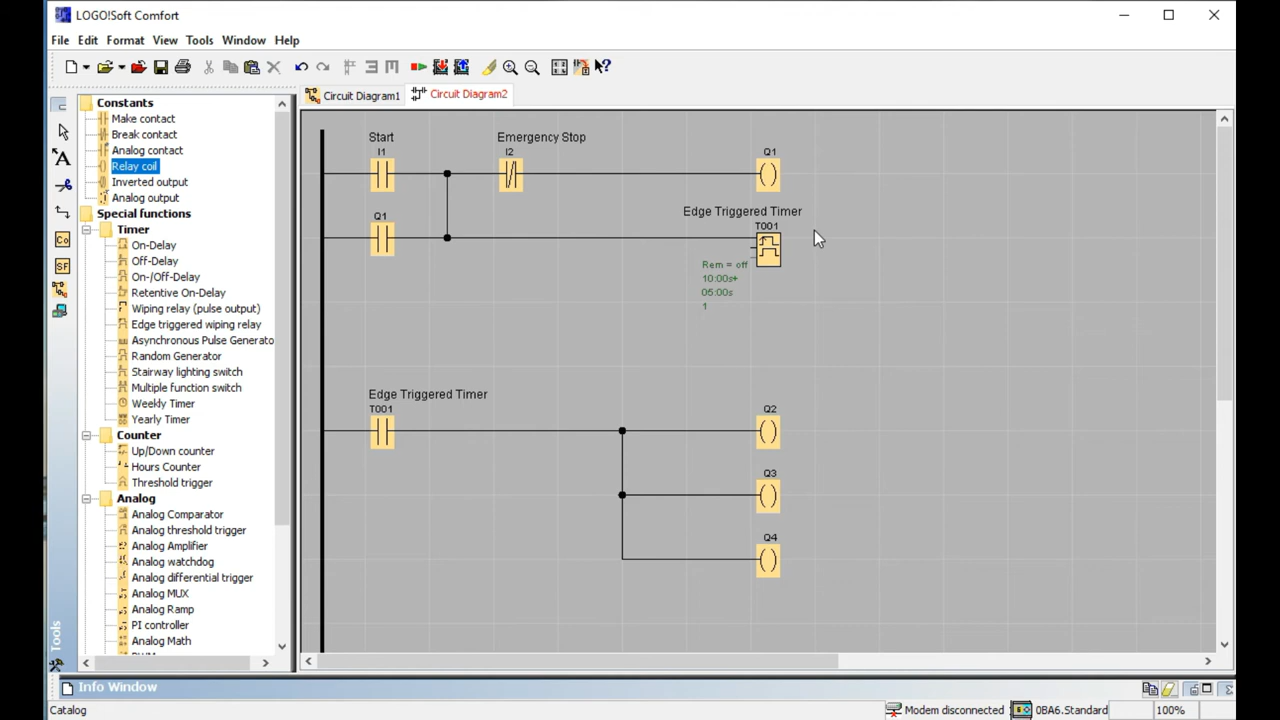 LOGO!Soft Comfort
File Edit Format View Tools Window Help
Circuit Diagram1 Circuit Diagram2
Constants
Make contact
Break contact
Analog contact
Relay coil
Inverted output
Analog output
Special functions
Timer
On-Delay
Off-Delay
On-/Off-Delay
Retentive On-Delay
Wiping relay (pulse output)
Edge triggered wiping relay
Asynchronous Pulse Generato
Random Generator
Stairway lighting switch
Multiple function switch
Weekly Timer
Yearly Timer
Counter
Up/Down counter
Hours Counter
Threshold trigger
Analog
Analog Comparator
Analog threshold trigger
Analog Amplifier
Analog watchdog
Analog differential trigger
Analog MUX
Analog Ramp
PI controller
Analog Math
Co
SF
Tools
Start Emergency Stop
I1 I2 Q1
Edge Triggered Timer
Q1 T001
Rem = off
10:00s+
05:00s
1
Edge Triggered Timer
T001 Q2
Q3
Q4
Info Window
Catalog Modem disconnected 0BA6.Standard 100%